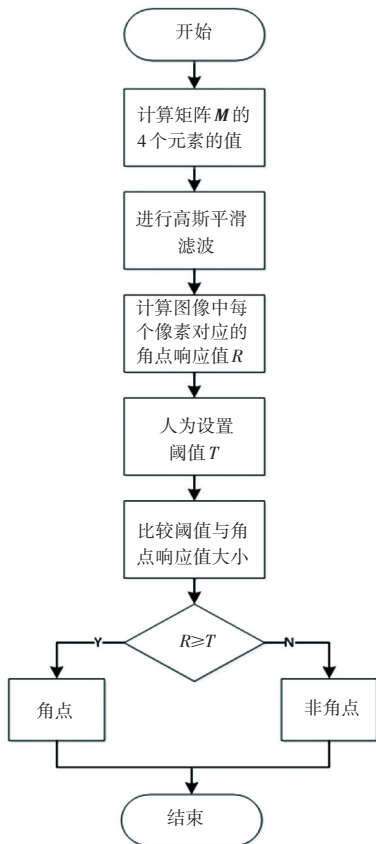 开始
计算矩阵M的
4个元素的值
进行高斯平滑
滤波
计算图像中每
个像素对应的
角点响应值R
人为设置
阈值T
比较阈值与角
点响应值大小
R≥T
Y
N
角点
非角点
结束